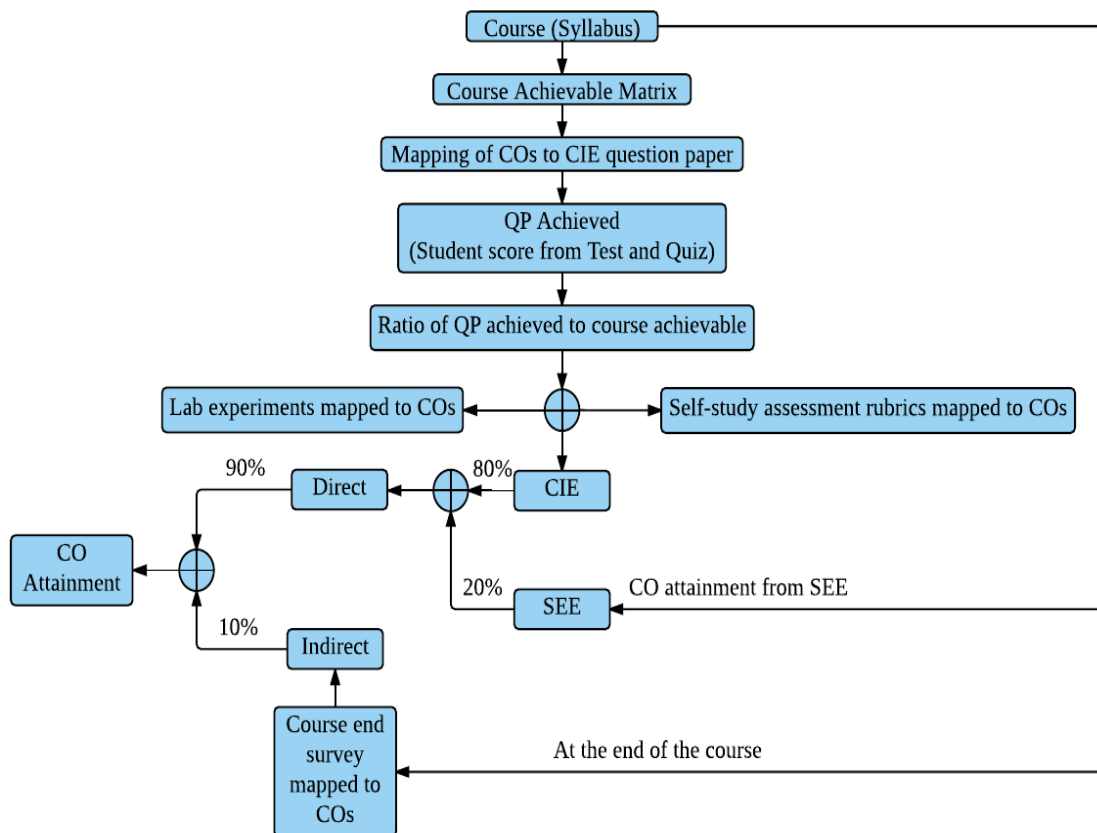 Course (Syllabus)
Course Achievable Matrix
Mapping of COs to CIE question paper
QP Achieved
(Student score from Test and Quiz)
Ratio of QP achieved to course achievable
Lab experiments mapped to COs
Self-study assessment rubrics mapped to COs
90%
Direct
80%
CIE
CO
Attainment
20%
SEE
CO attainment from SEE
10%
Indirect
Course end
survey
mapped to
COs
At the end of the course